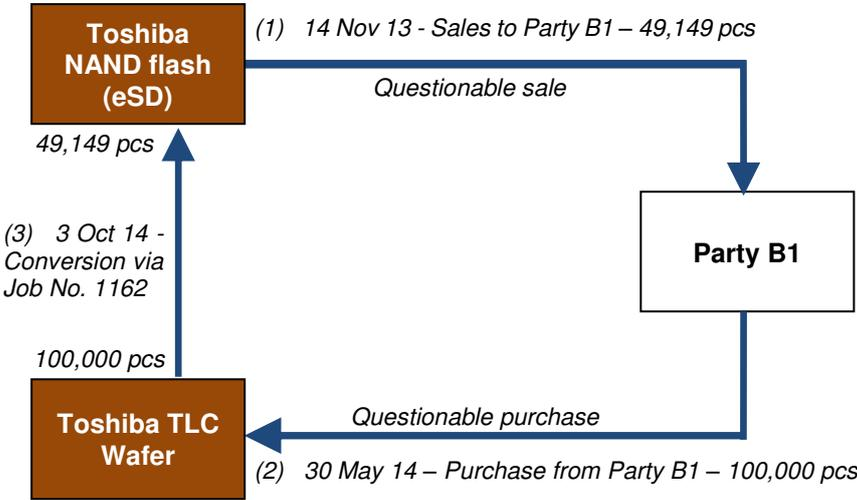 Toshiba
NAND flash
(eSD)
(1) 14 Nov 13 - Sales to Party B1 – 49,149 pcs
Questionable sale
49,149 pcs
(3) 3 Oct 14 -
Conversion via
Job No. 1162
Party B1
100,000 pcs
Toshiba TLC
Wafer
Questionable purchase
(2) 30 May 14 – Purchase from Party B1 – 100,000 pcs